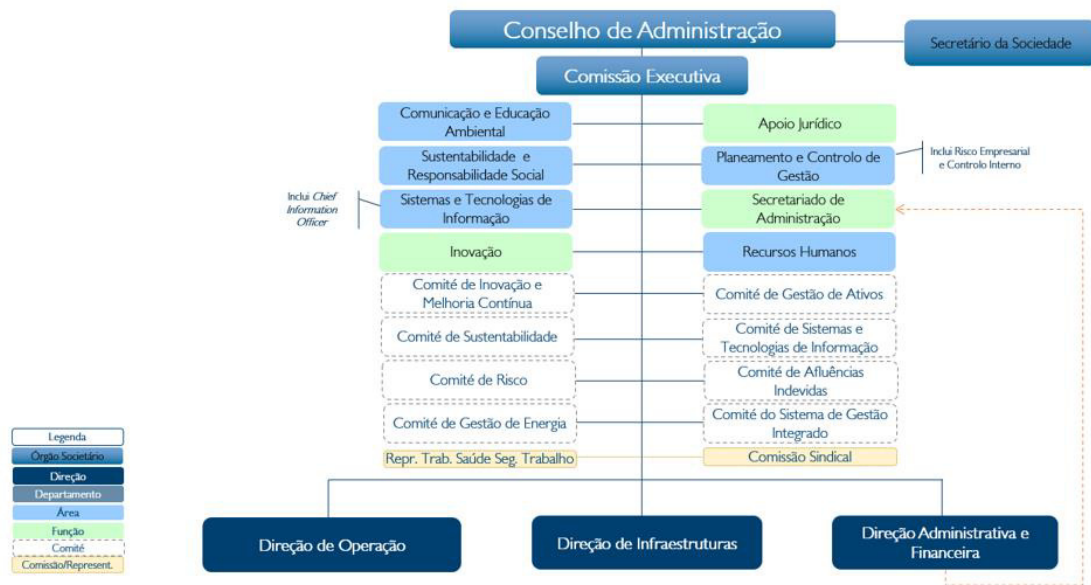 Conselho de Administração
Secretário da Sociedade
Comissão Executiva
Comunicação e Educação
Ambiental
Apoio Jurídico
Sustentabilidade e
Responsabilidade Social
Planeamento e Controlo de
Gestão
Inclui Risco Empresarial
e Controlo Interno
Inclui Chief
Information
Officer
Sistemas e Tecnologias de
Informação
Secretariado de
Administração
Inovação
Recursos Humanos
Comité de Inovação e
Melhoria Contínua
Comité de Gestão de Ativos
Comité de Sustentabilidade
Comité de Sistemas e
Tecnologias de Informação
Comité de Risco
Comité de Afluências
Indevidas
Comité de Gestão de Energia
Comité do Sistema de Gestão
Integrado
Repr. Trab. Saúde Seg. Trabalho
Comissão Sindical
Legenda
Órgão Societário
Direção
Departamento
Área
Função
Comité
Comissão/Represent.
Direção de Operação
Direção de Infraestruturas
Direção Administrativa e
Financeira